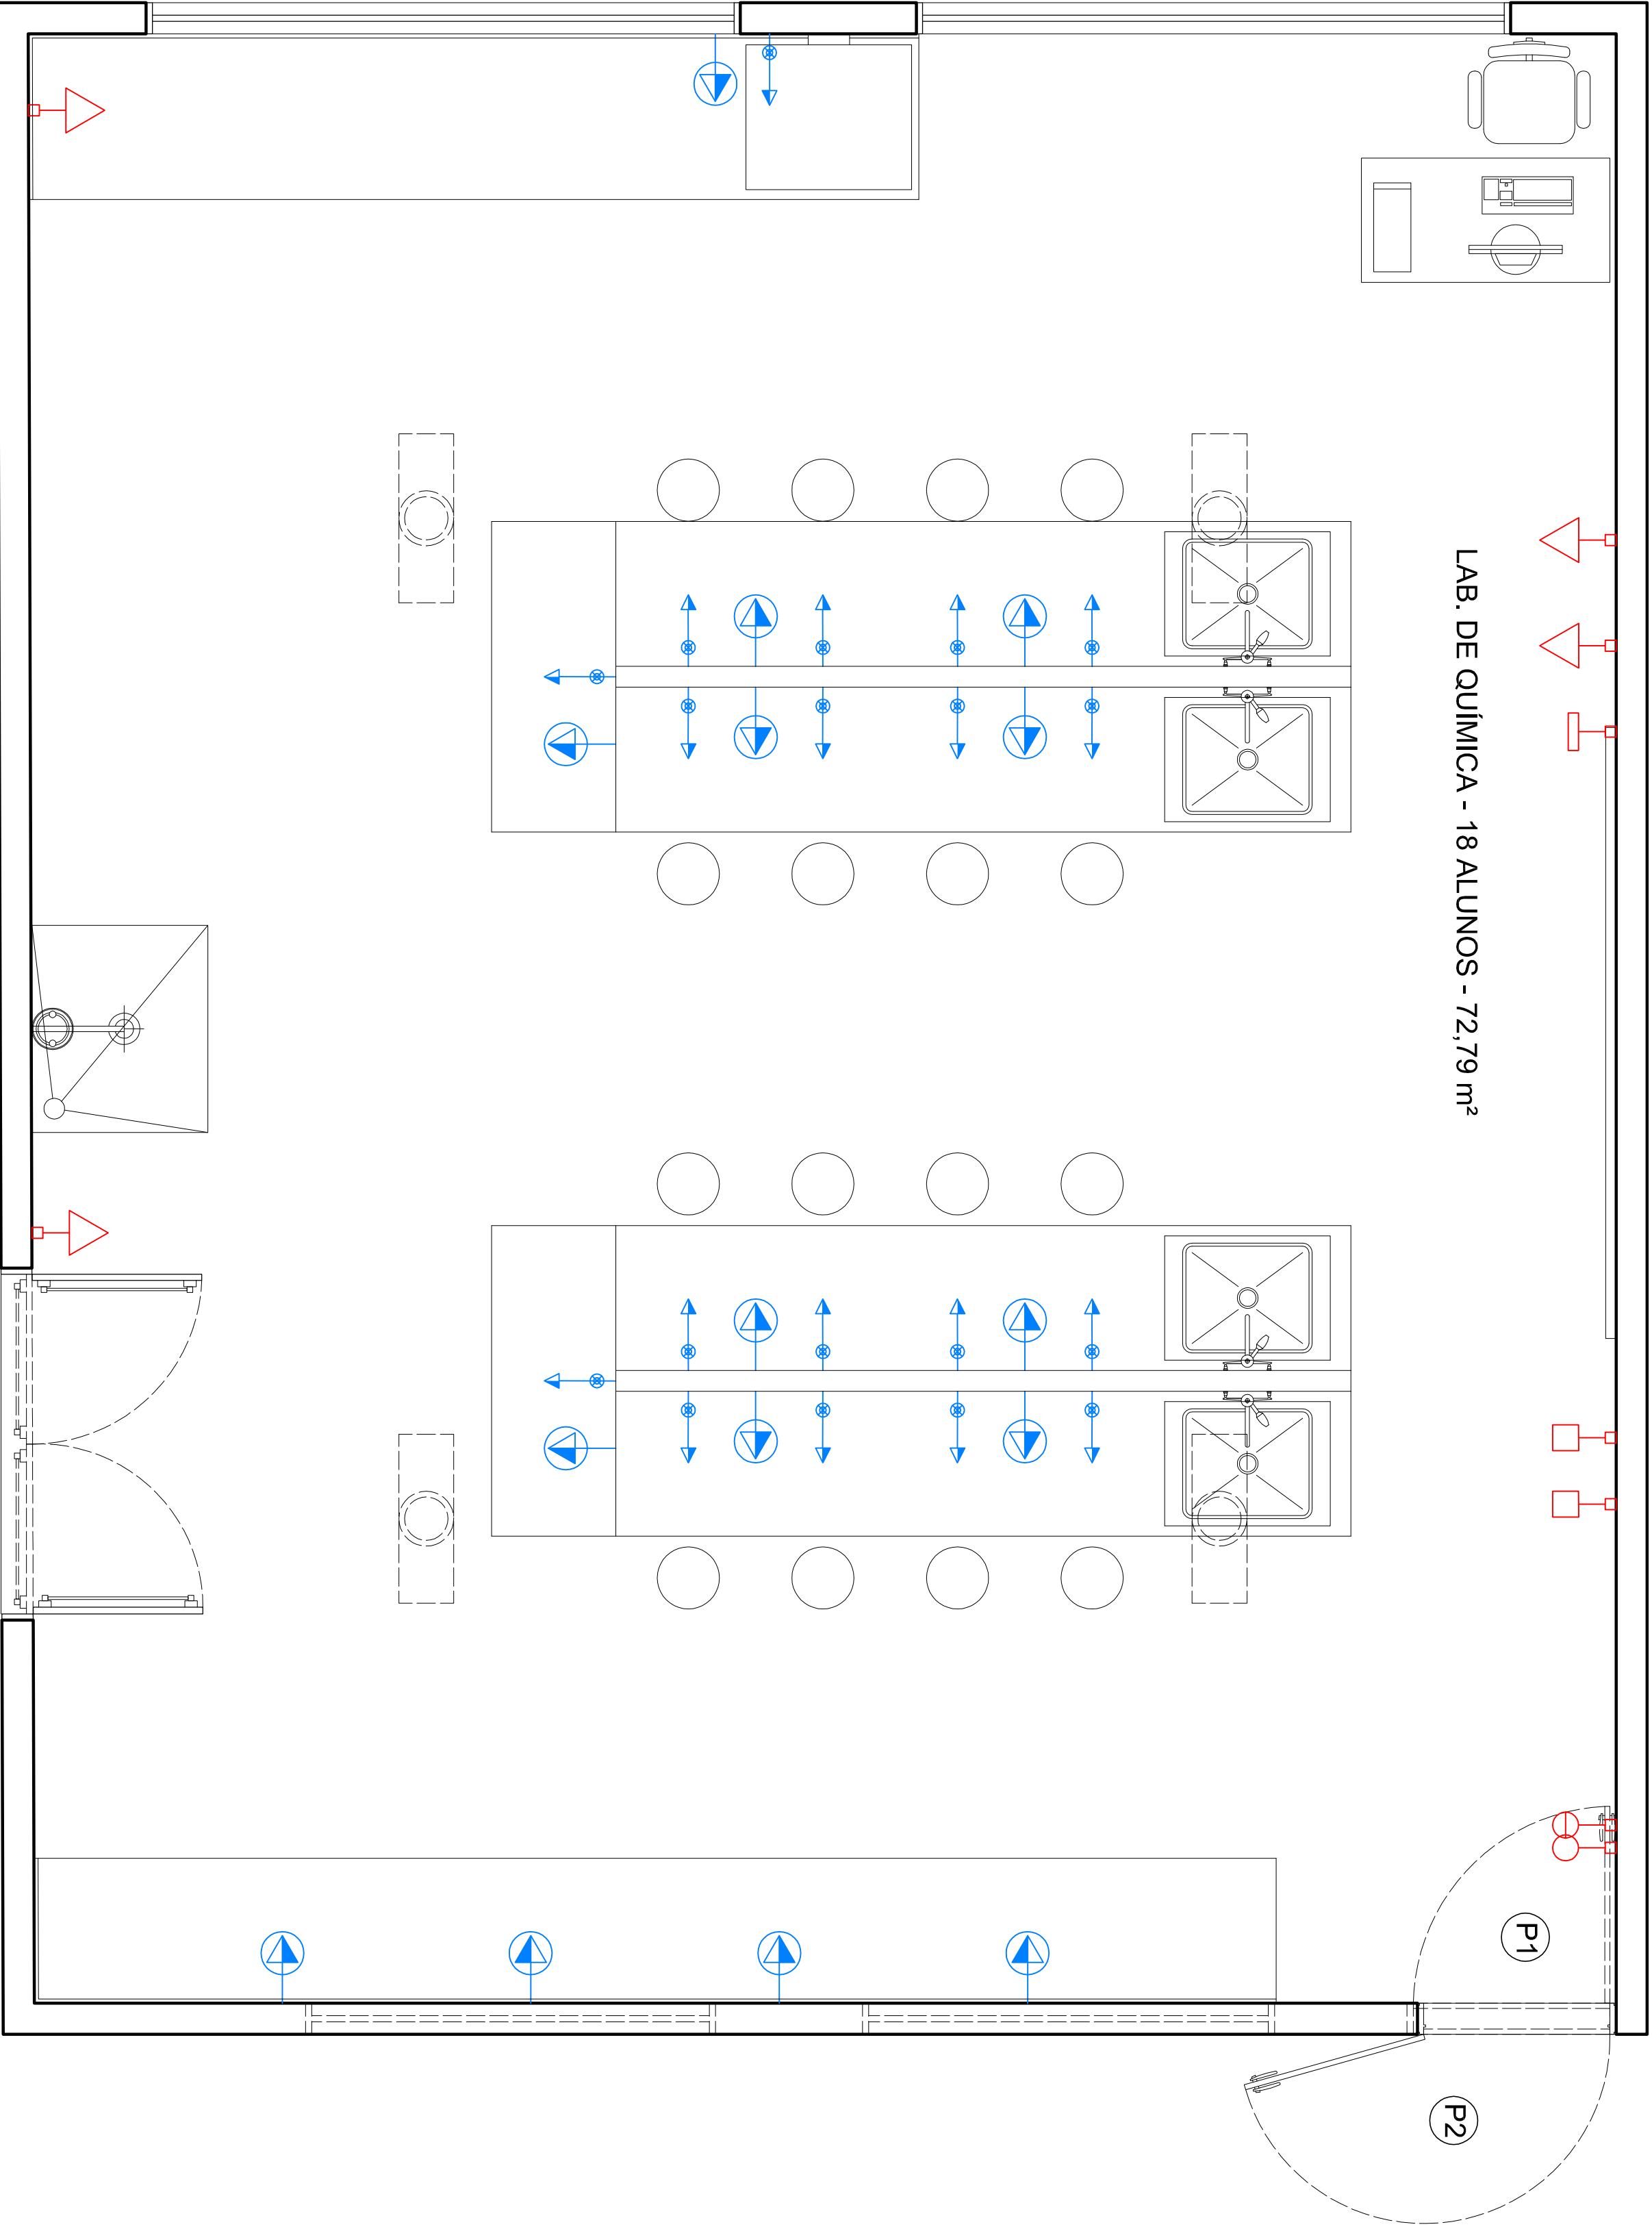 LAB. DE QUÍMICA - 18 ALUNOS - 72,79 m²
P1
P2